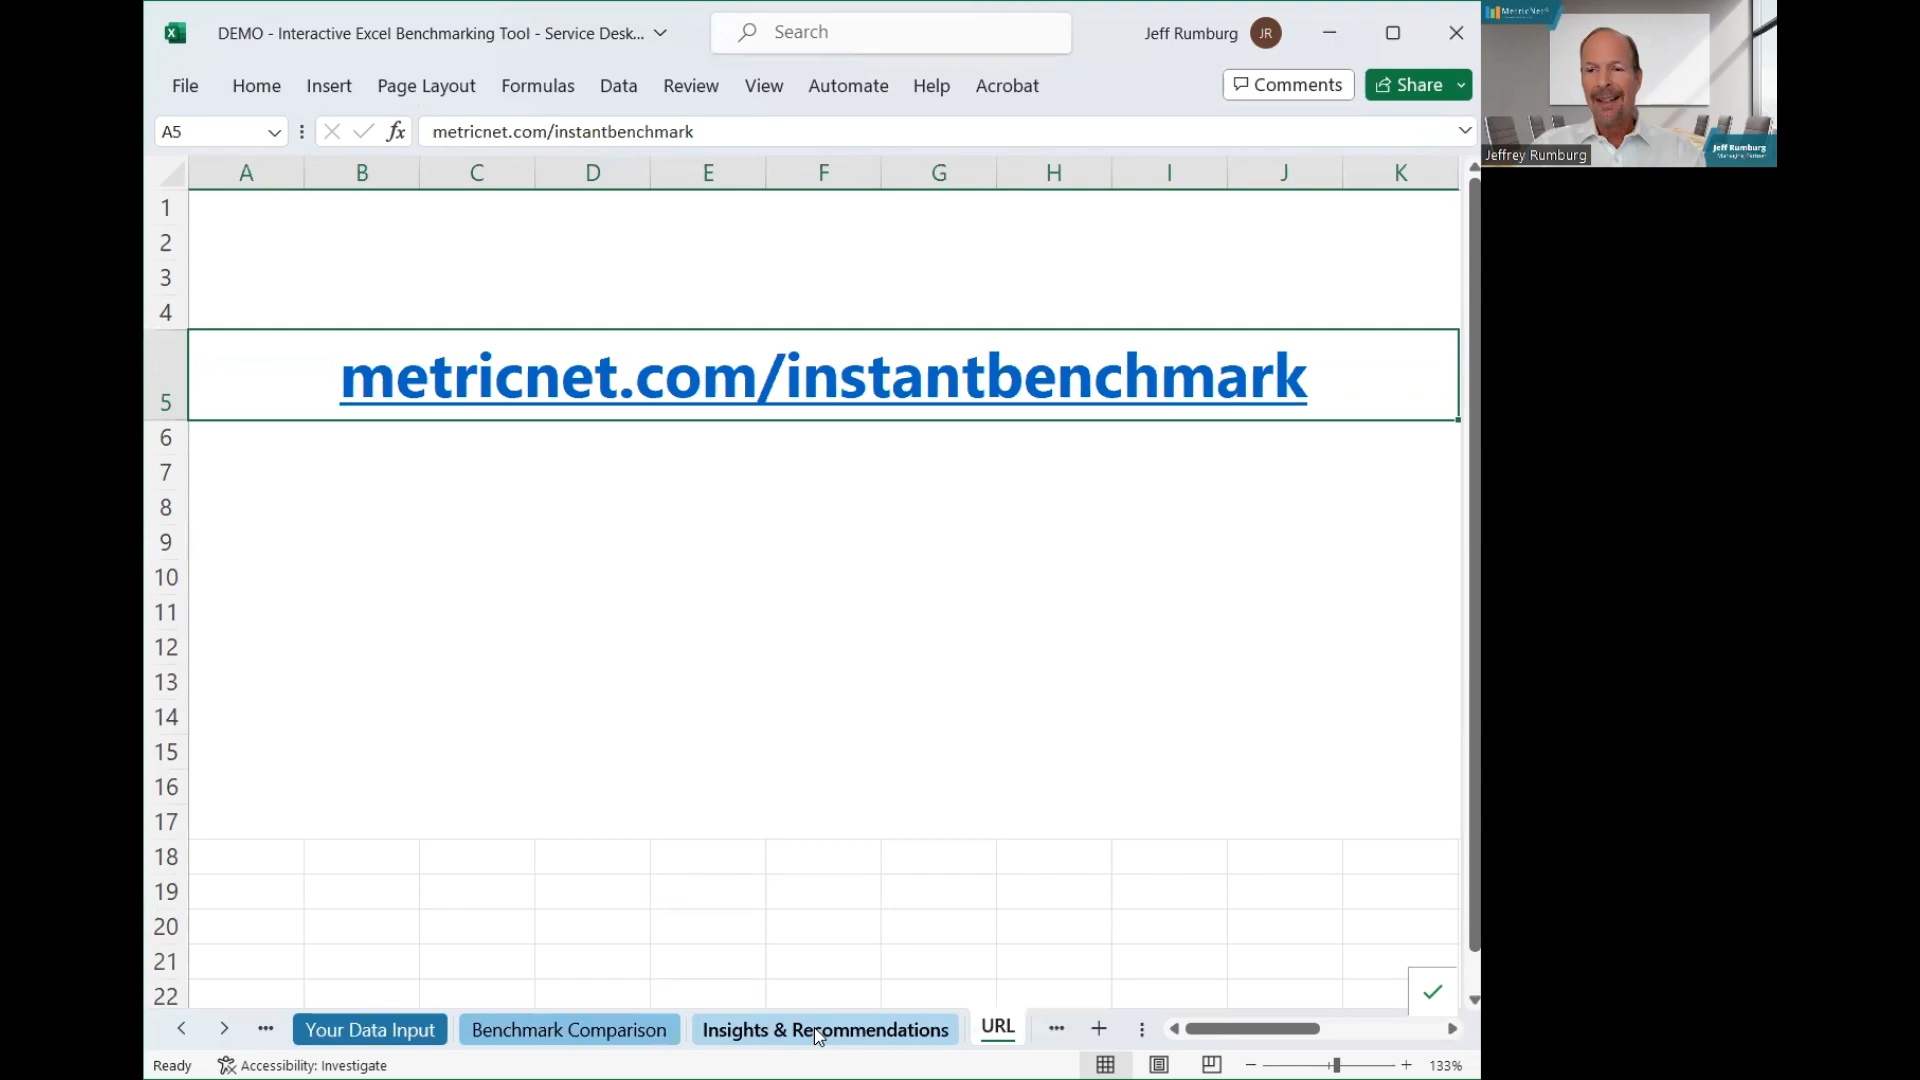 DEMO - Interactive Excel Benchmarking Tool - Service Desk...
Search
Jeff Rumburg
JR
File
Home
Insert
Page Layout
Formulas
Data
Review
View
Automate
Help
Acrobat
Comments
Share
A5
fx
metricnet.com/instantbenchmark
A
B
C
D
E
F
G
H
I
J
K
1
2
3
4
5
metricnet.com/instantbenchmark
6
7
8
9
10
11
12
13
14
15
16
17
18
19
20
21
22
Your Data Input
Benchmark Comparison
Insights & Recommendations
URL
Ready
Accessibility: Investigate
133%
MetricNet
Jeff Rumburg
Managing Partner
Jeffrey Rumburg